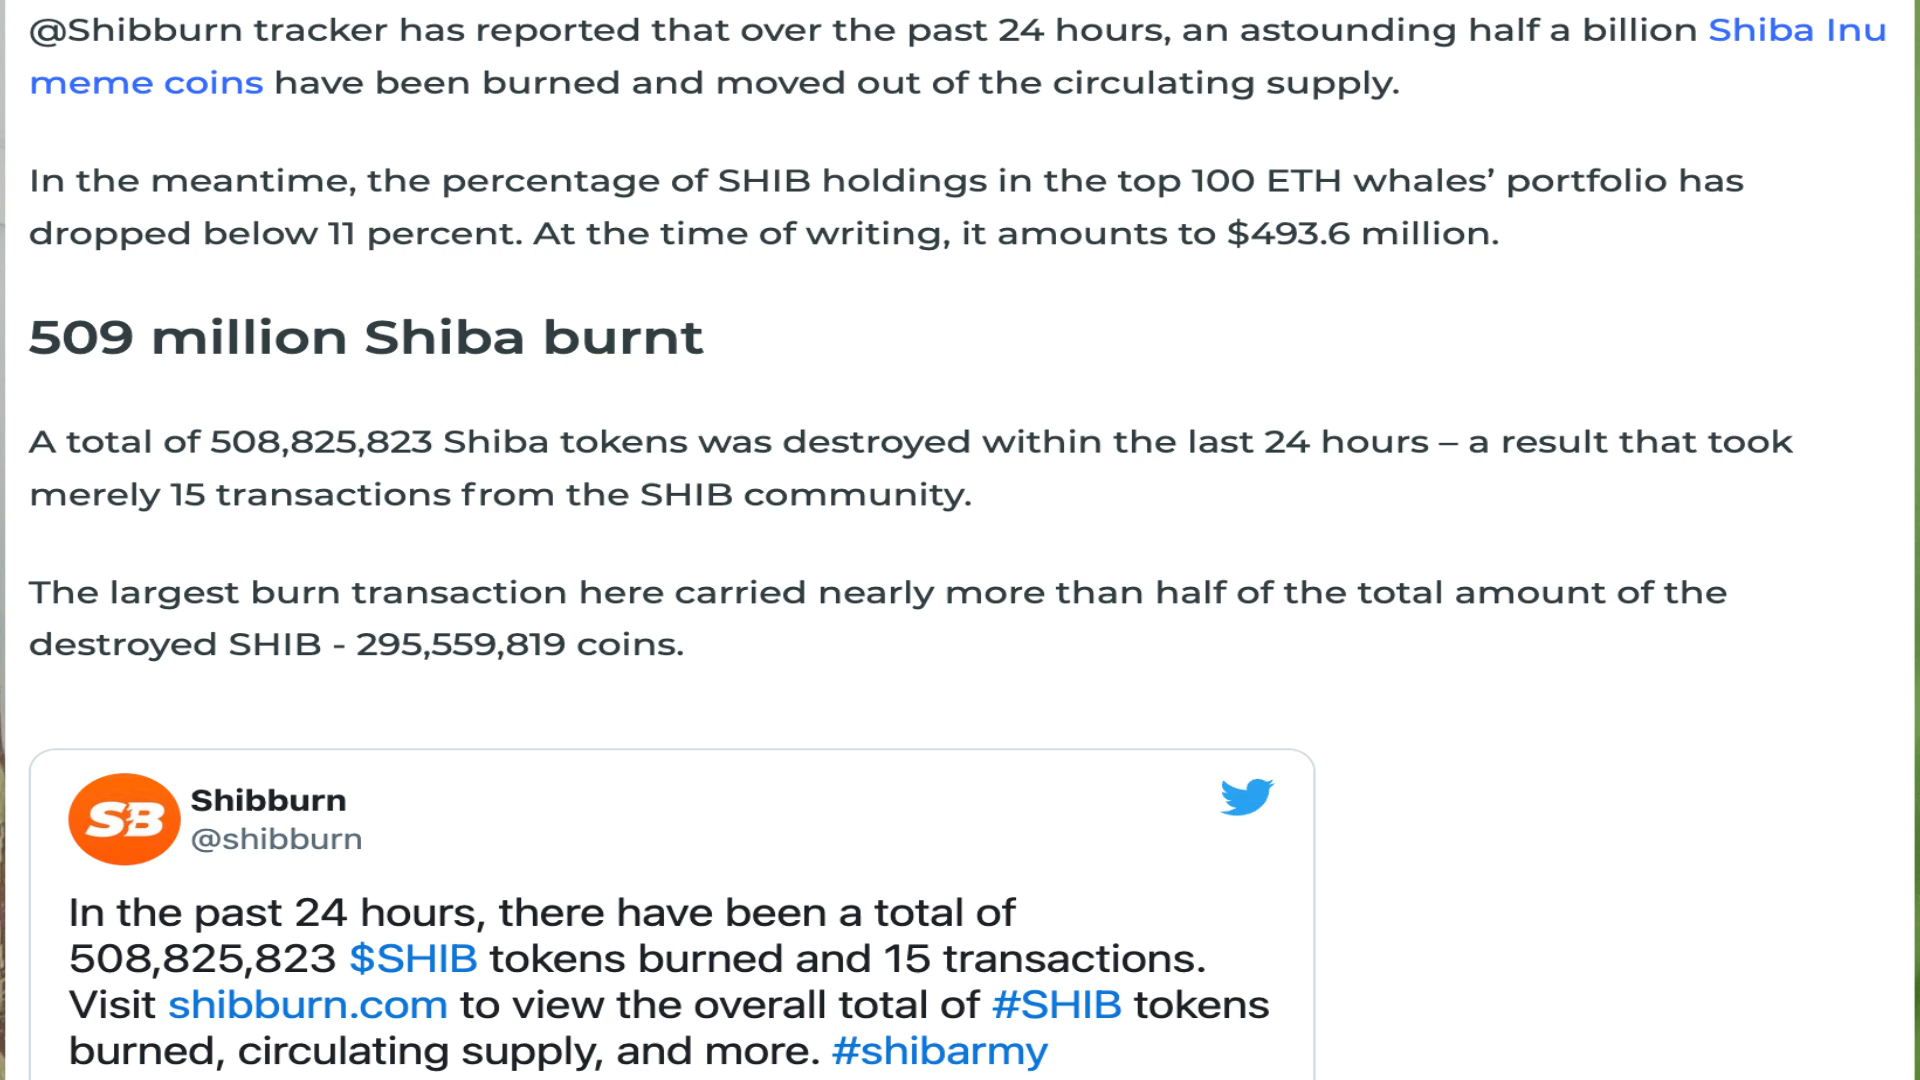 @Shibburn tracker has reported that over the past 24 hours, an astounding half a billion Shiba Inu
meme coins have been burned and moved out of the circulating supply.
In the meantime, the percentage of SHIB holdings in the top 100 ETH whales’ portfolio has
dropped below 11 percent. At the time of writing, it amounts to $493.6 million.
509 million Shiba burnt
A total of 508,825,823 Shiba tokens was destroyed within the last 24 hours – a result that took
merely 15 transactions from the SHIB community.
The largest burn transaction here carried nearly more than half of the total amount of the
destroyed SHIB - 295,559,819 coins.
SB
Shibburn
@shibburn
In the past 24 hours, there have been a total of
508,825,823 $SHIB tokens burned and 15 transactions.
Visit shibburn.com to view the overall total of #SHIB tokens
burned, circulating supply, and more. #shibarmy